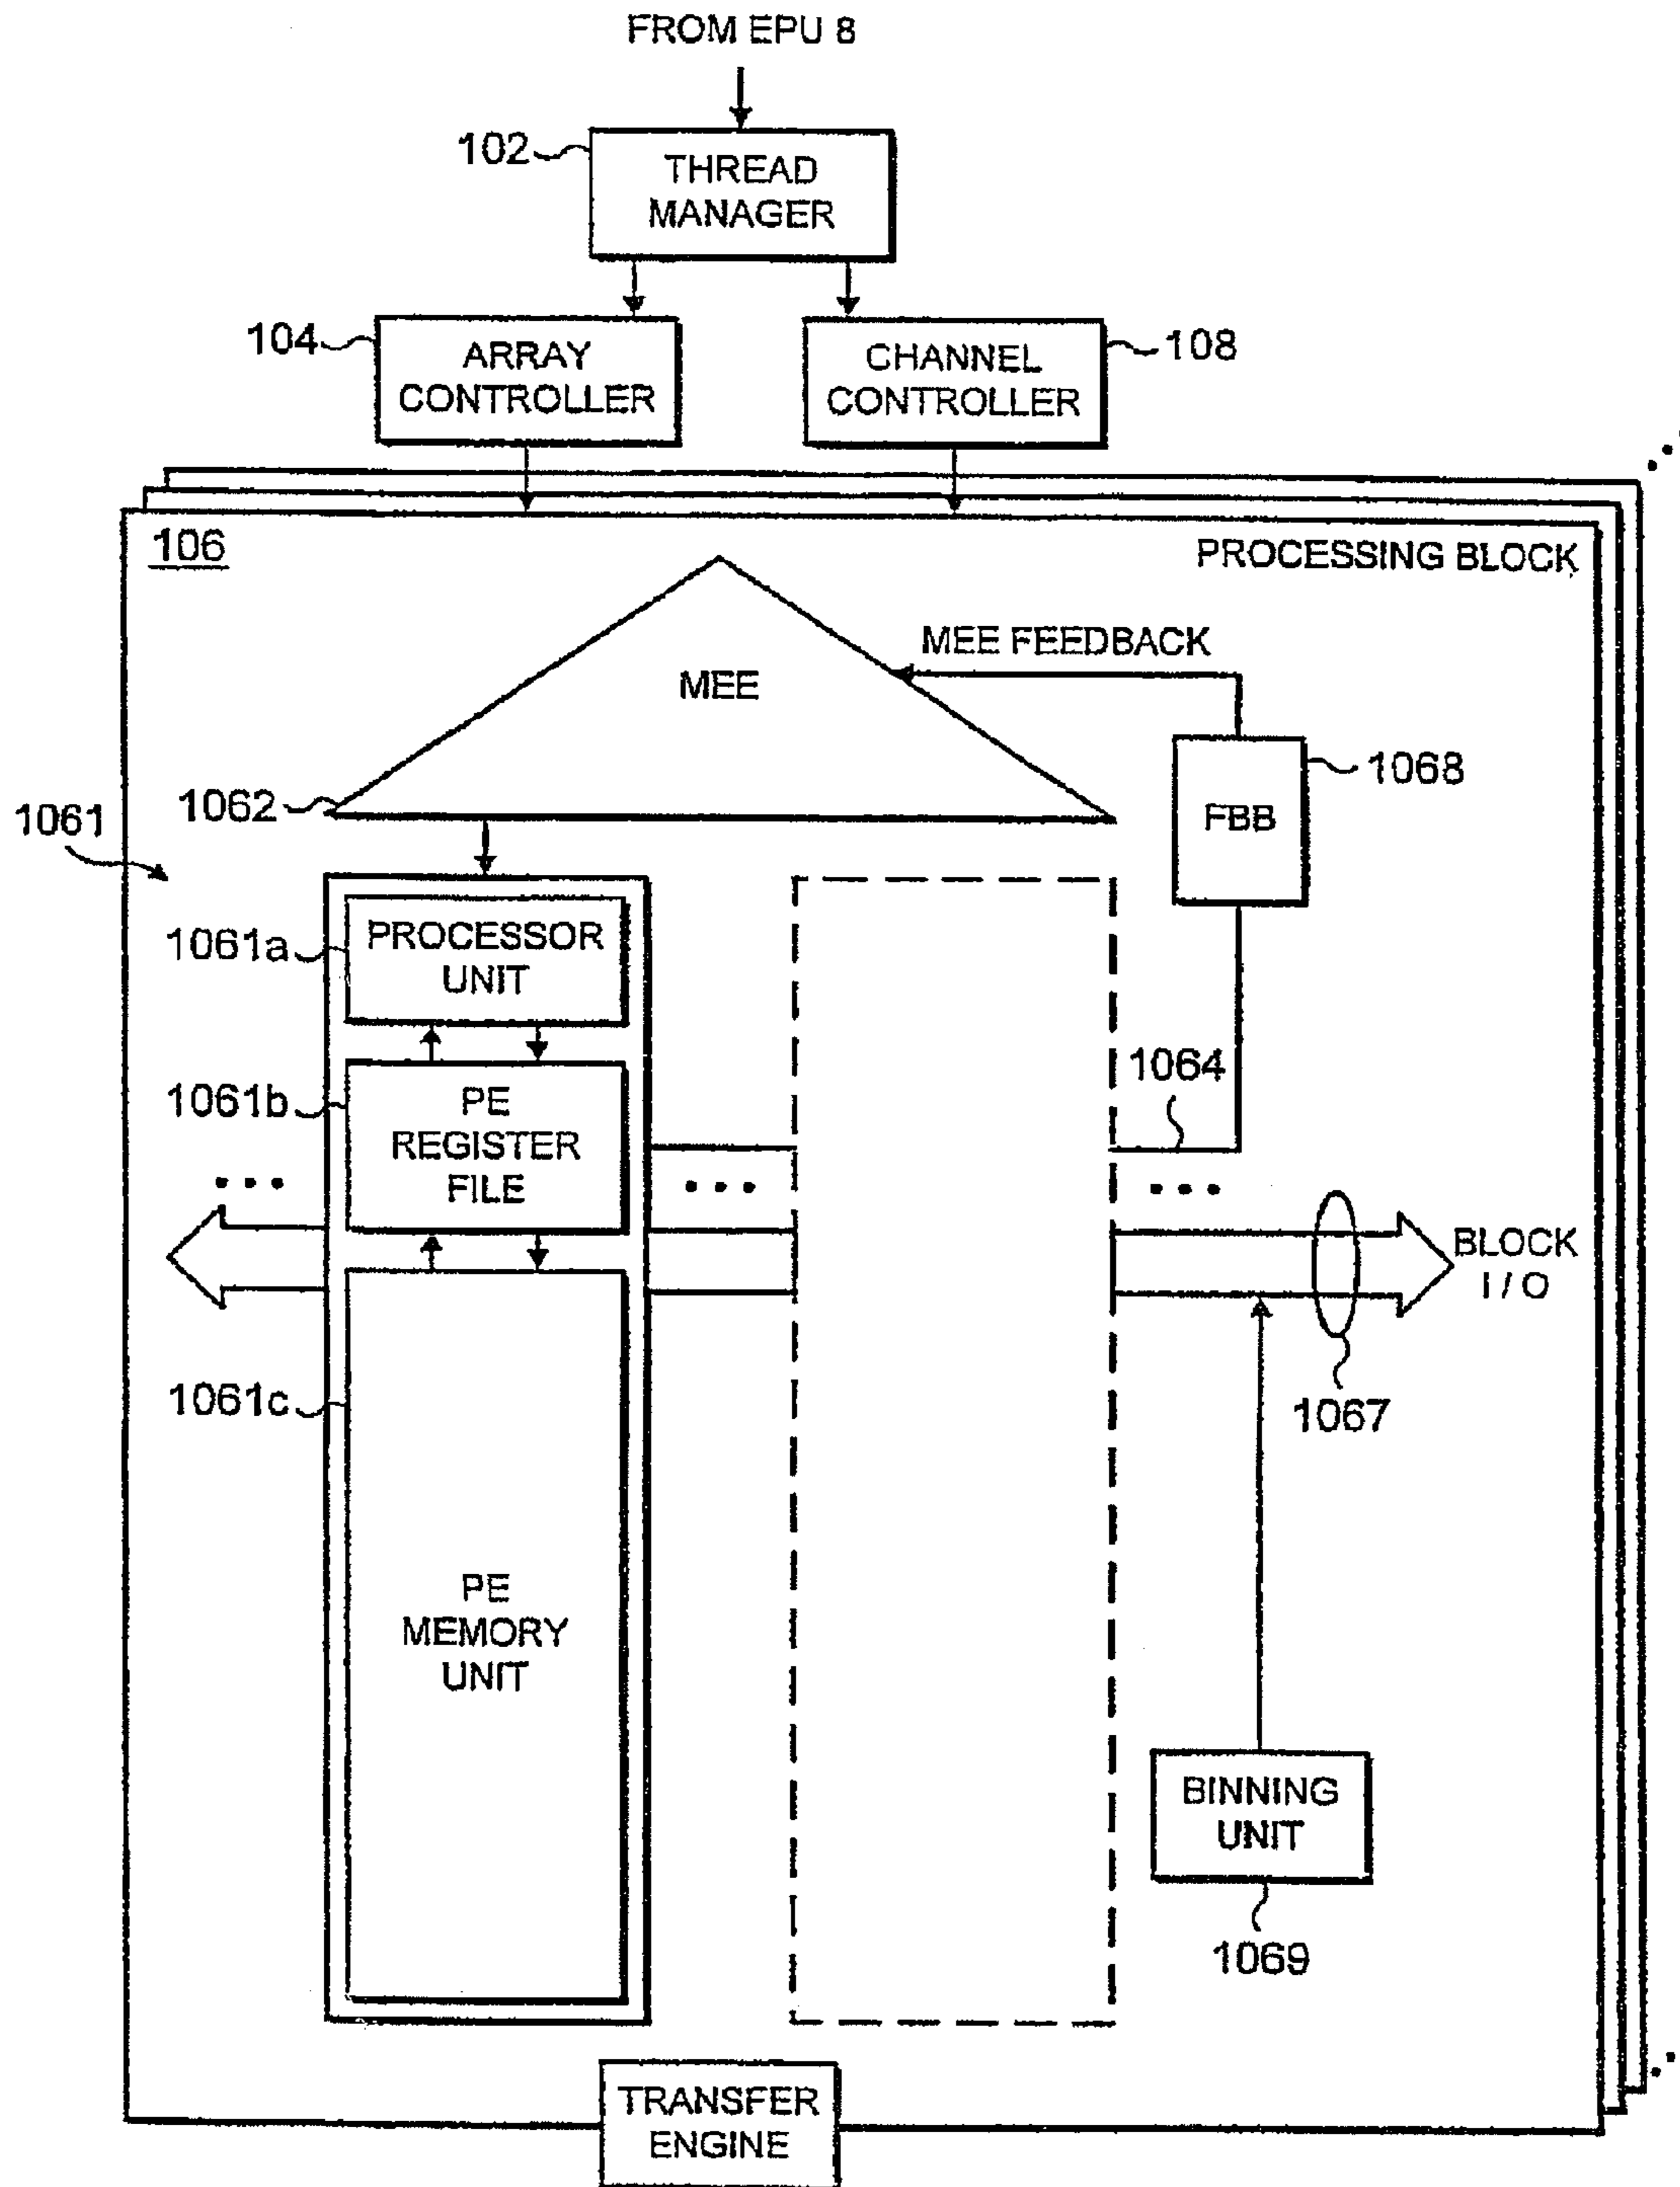 FROM EPU 8
102
THREAD
MANAGER
104
ARRAY
CONTROLLER
CHANNEL
CONTROLLER
108
106
PROCESSING BLOCK
MEE FEEDBACK
MEE
1062
1068
FBB
1061
1061a
PROCESSOR
UNIT
1061b
PE
REGISTER
FILE
1064
BLOCK
I / O
1061c
1067
PE
MEMORY
UNIT
BINNING
UNIT
1069
TRANSFER
ENGINE